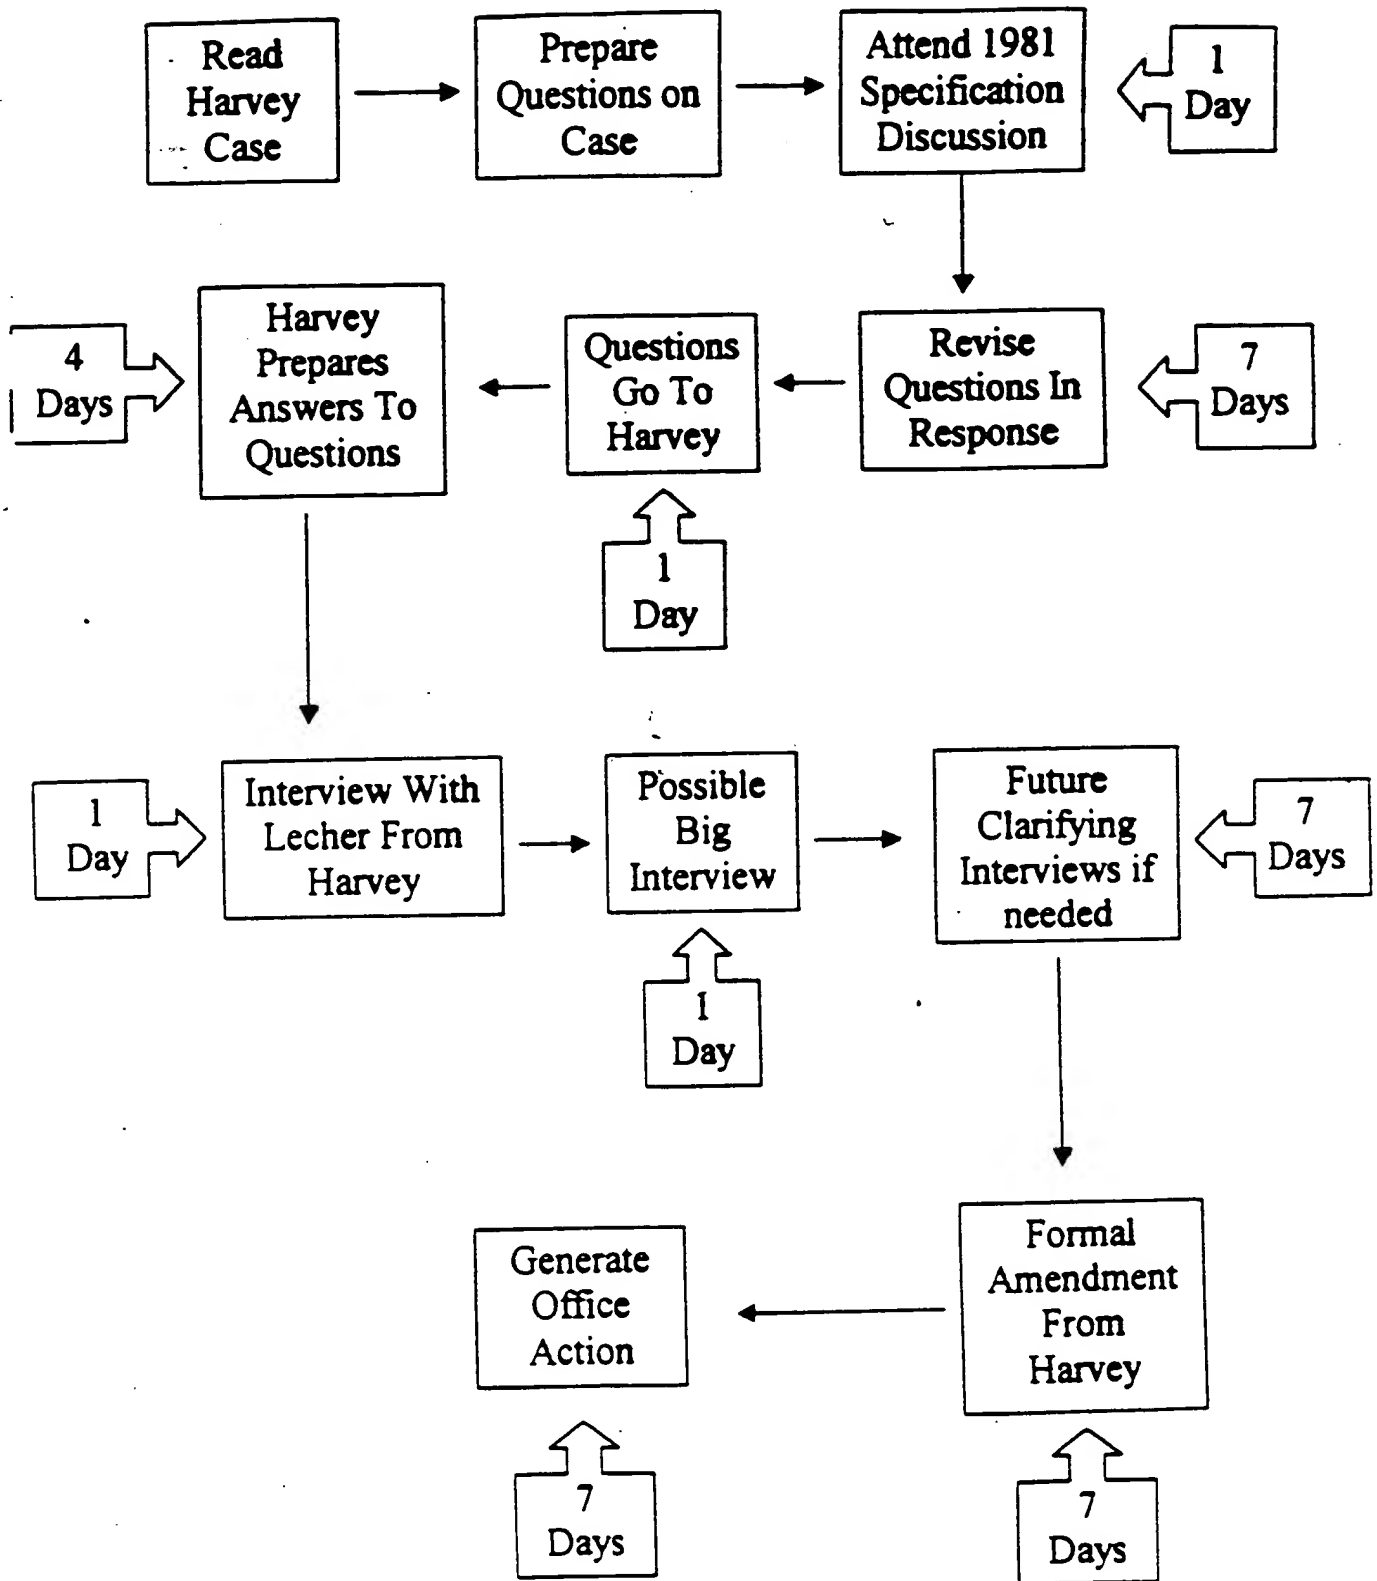 Read
Harvey
Case
Prepare
Questions on
Case
Attend 1981
Specification
Discussion
1
Day
Revise
Questions In
Response
7
Days
Questions
Go To
Harvey
1
Day
Harvey
Prepares
Answers To
Questions
4
Days
Interview With
Lecher From
Harvey
1
Day
Possible
Big
Interview
1
Day
Future
Clarifying
Interviews if
needed
7
Days
Formal
Amendment
From
Harvey
7
Days
Generate
Office
Action
7
Days